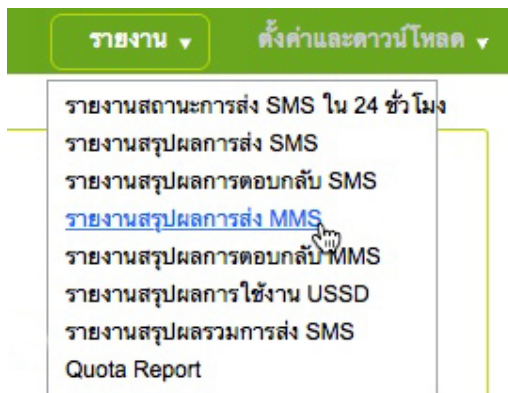 รายงาน ▼ ตั้งค่าและดาวน์โหลด ▼
รายงานสถานะการส่ง SMS ใน 24 ชั่วโมง
รายงานสรุปผลการส่ง SMS
รายงานสรุปผลการตอบกลับ SMS
รายงานสรุปผลการส่ง MMS
รายงานสรุปผลการตอบกลับ MMS
รายงานสรุปผลการใช้งาน USSD
รายงานสรุปผลรวมการส่ง SMS
Quota Report